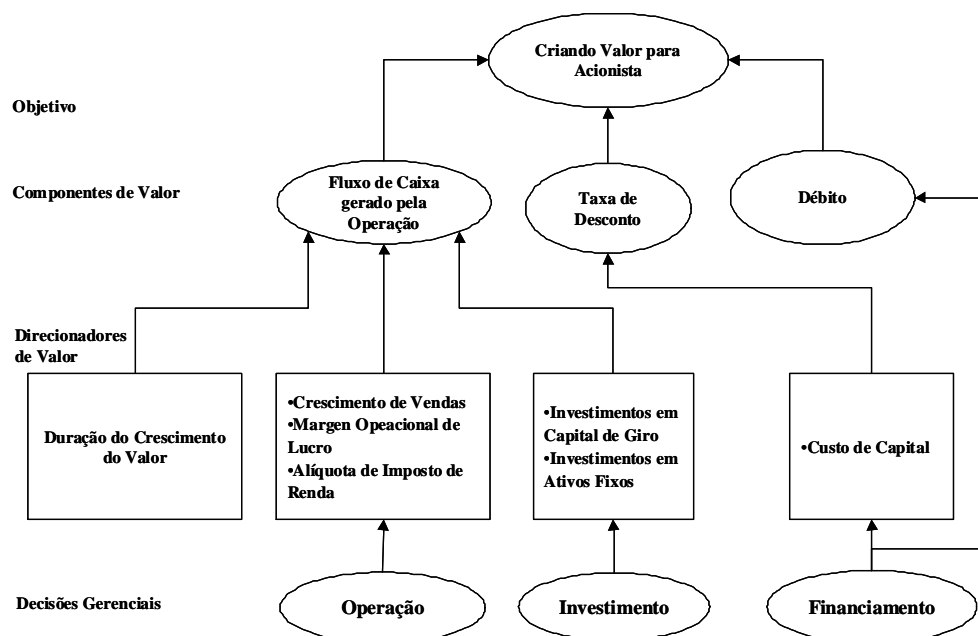 Criando Valor para
Acionista
Objetivo
Componentes de Valor
Fluxo de Caixa
gerado pela
Operação
Taxa de
Desconto
Débito
Direcionadores
de Valor
Duração do Crescimento
do Valor
•Crescimento de Vendas
•Margen Opeacional de
Lucro
•Alíquota de Imposto de
Renda
•Investimentos em
Capital de Giro
•Investimentos em
Ativos Fixos
•Custo de Capital
Decisões Gerenciais
Operação
Investimento
Financiamento